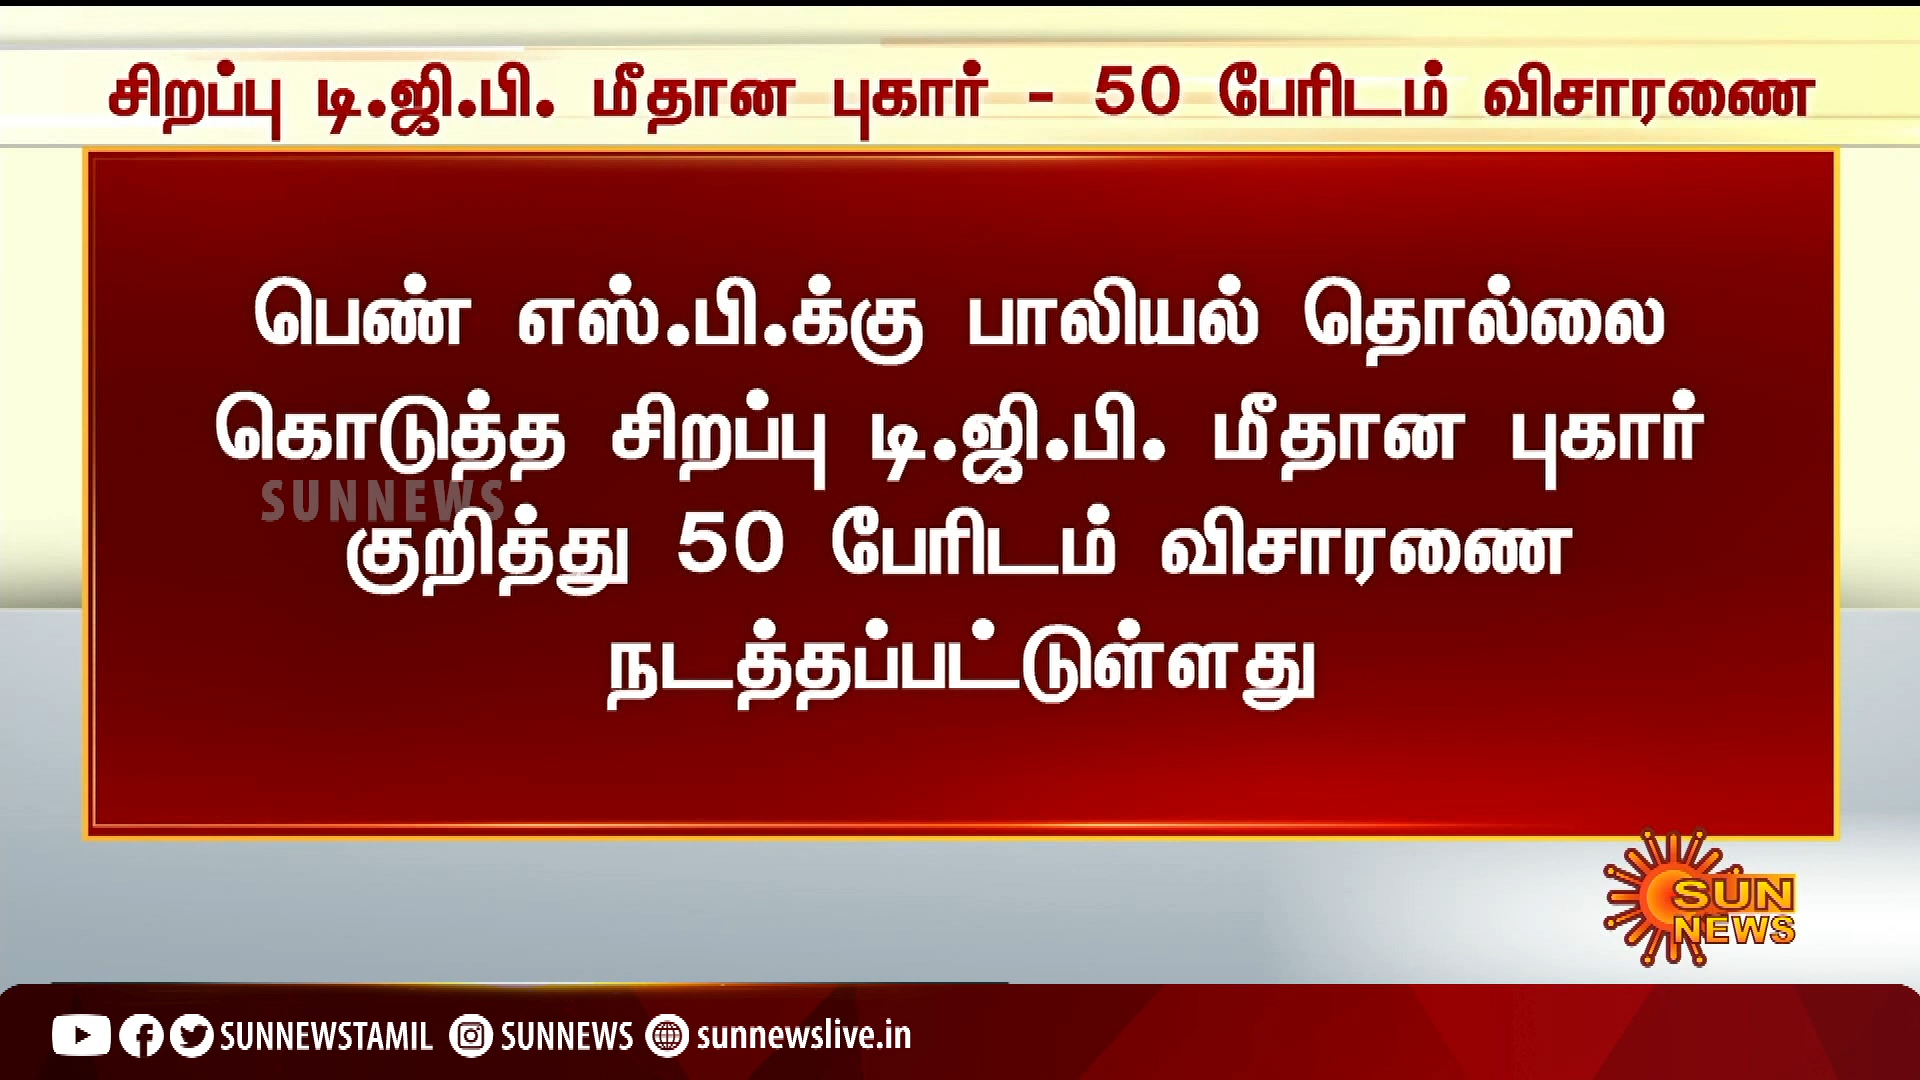 சிறப்பு டி.ஜி.பி. மீதான புகார் - 50 பேரிடம் விசாரணை
பெண் எஸ்.பி.க்கு பாலியல் தொல்லை
கொடுத்த சிறப்பு டி.ஜி.பி. மீதான புகார்
SUNNEWS
குறித்து 50 பேரிடம் விசாரணை
நடத்தப்பட்டுள்ளது
SUN
NEWS
SUNNEWSTAMIL SUNNEWS sunnewslive.in